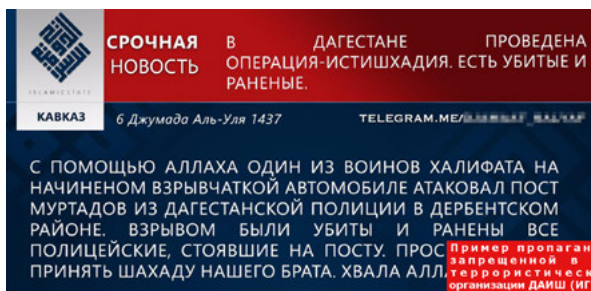 СРОЧНАЯ
НОВОСТЬ
В ДАГЕСТАНЕ ПРОВЕДЕНА
ОПЕРАЦИЯ-ИСТИШХАДИЯ. ЕСТЬ УБИТЫЕ И
РАНЕНЫЕ.
ISLAMICSTATE
КАВКАЗ
6 Джумада Аль-Уля 1437
TELEGRAM.ME/
С ПОМОЩЬЮ АЛЛАХА ОДИН ИЗ ВОИНОВ ХАЛИФАТА НА
НАЧИНЕНОМ ВЗРЫВЧАТКОЙ АВТОМОБИЛЕ АТАКОВАЛ ПОСТ
МУРТАДОВ ИЗ ДАГЕСТАНСКОЙ ПОЛИЦИИ В ДЕРБЕНТСКОМ
РАЙОНЕ. ВЗРЫВОМ БЫЛИ УБИТЫ И РАНЕНЫ ВСЕ
ПОЛИЦЕЙСКИЕ, СТОЯВШИЕ НА ПОСТУ. ПРОС
ПРИНЯТЬ ШАХАДУ НАШЕГО БРАТА. ХВАЛА АЛЛ
Пример пропаган
запрещенной в
террористическ
организации ДАИШ (ИГ